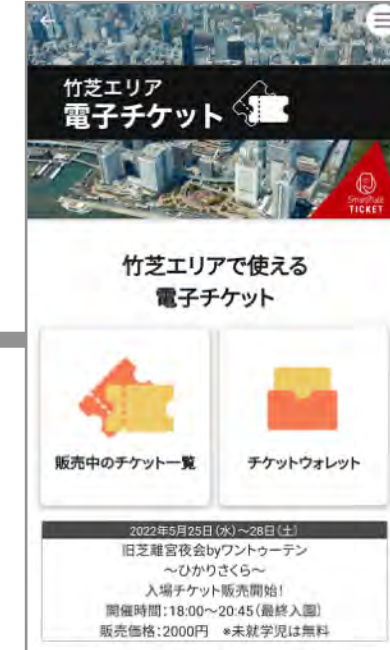 竹芝エリア
電子チケット
SmartPlace
TICKET
竹芝エリアで使える
電子チケット
販売中のチケット一覧
チケットウォレット
2022年5月25日(水)～28日(土)
旧芝離宮夜会byワントゥーテン
～ひかりさくら～
入場チケット販売開始!
開催時間:18:00～20:45(最終入園)
販売価格:2000円 *未就学児は無料